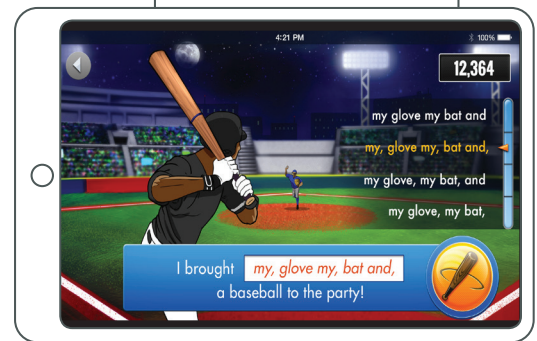 4:21 PM
100%
12,364
my glove my bat and
my, glove my, bat and,
my glove, my bat, and
my glove, my bat,
I brought my, glove my, bat and,
a baseball to the party!